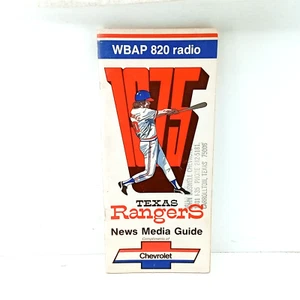 WBAP 820 radio
1975
TEXAS
RangerS
News Media Guide
Chevrolet